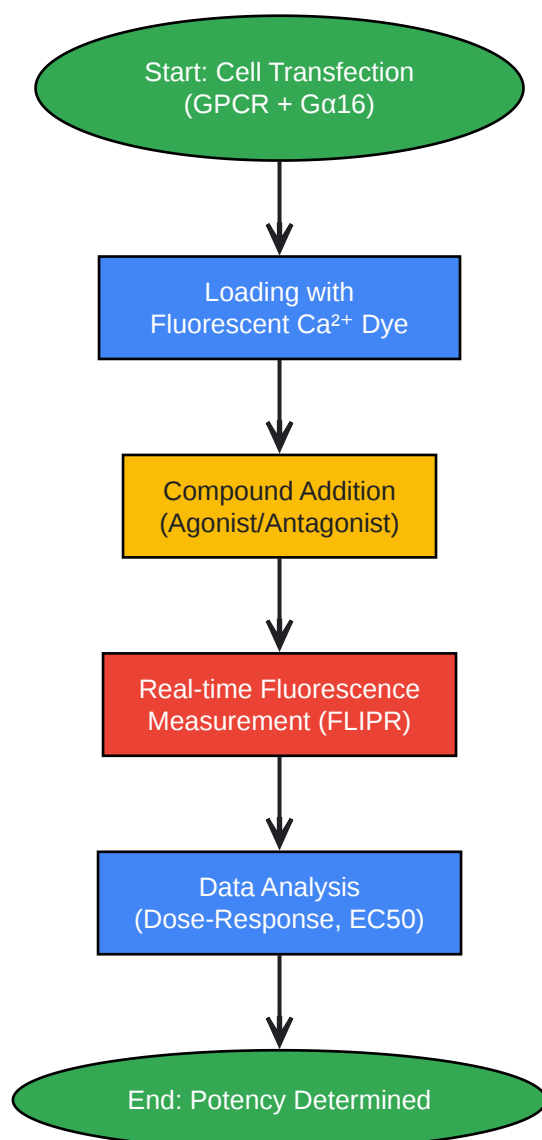 Start: Cell Transfection
(GPCR + Gα16)
Loading with
Fluorescent Ca²⁺ Dye
Compound Addition
(Agonist/Antagonist)
Real-time Fluorescence
Measurement (FLIPR)
Data Analysis
(Dose-Response, EC50)
End: Potency Determined